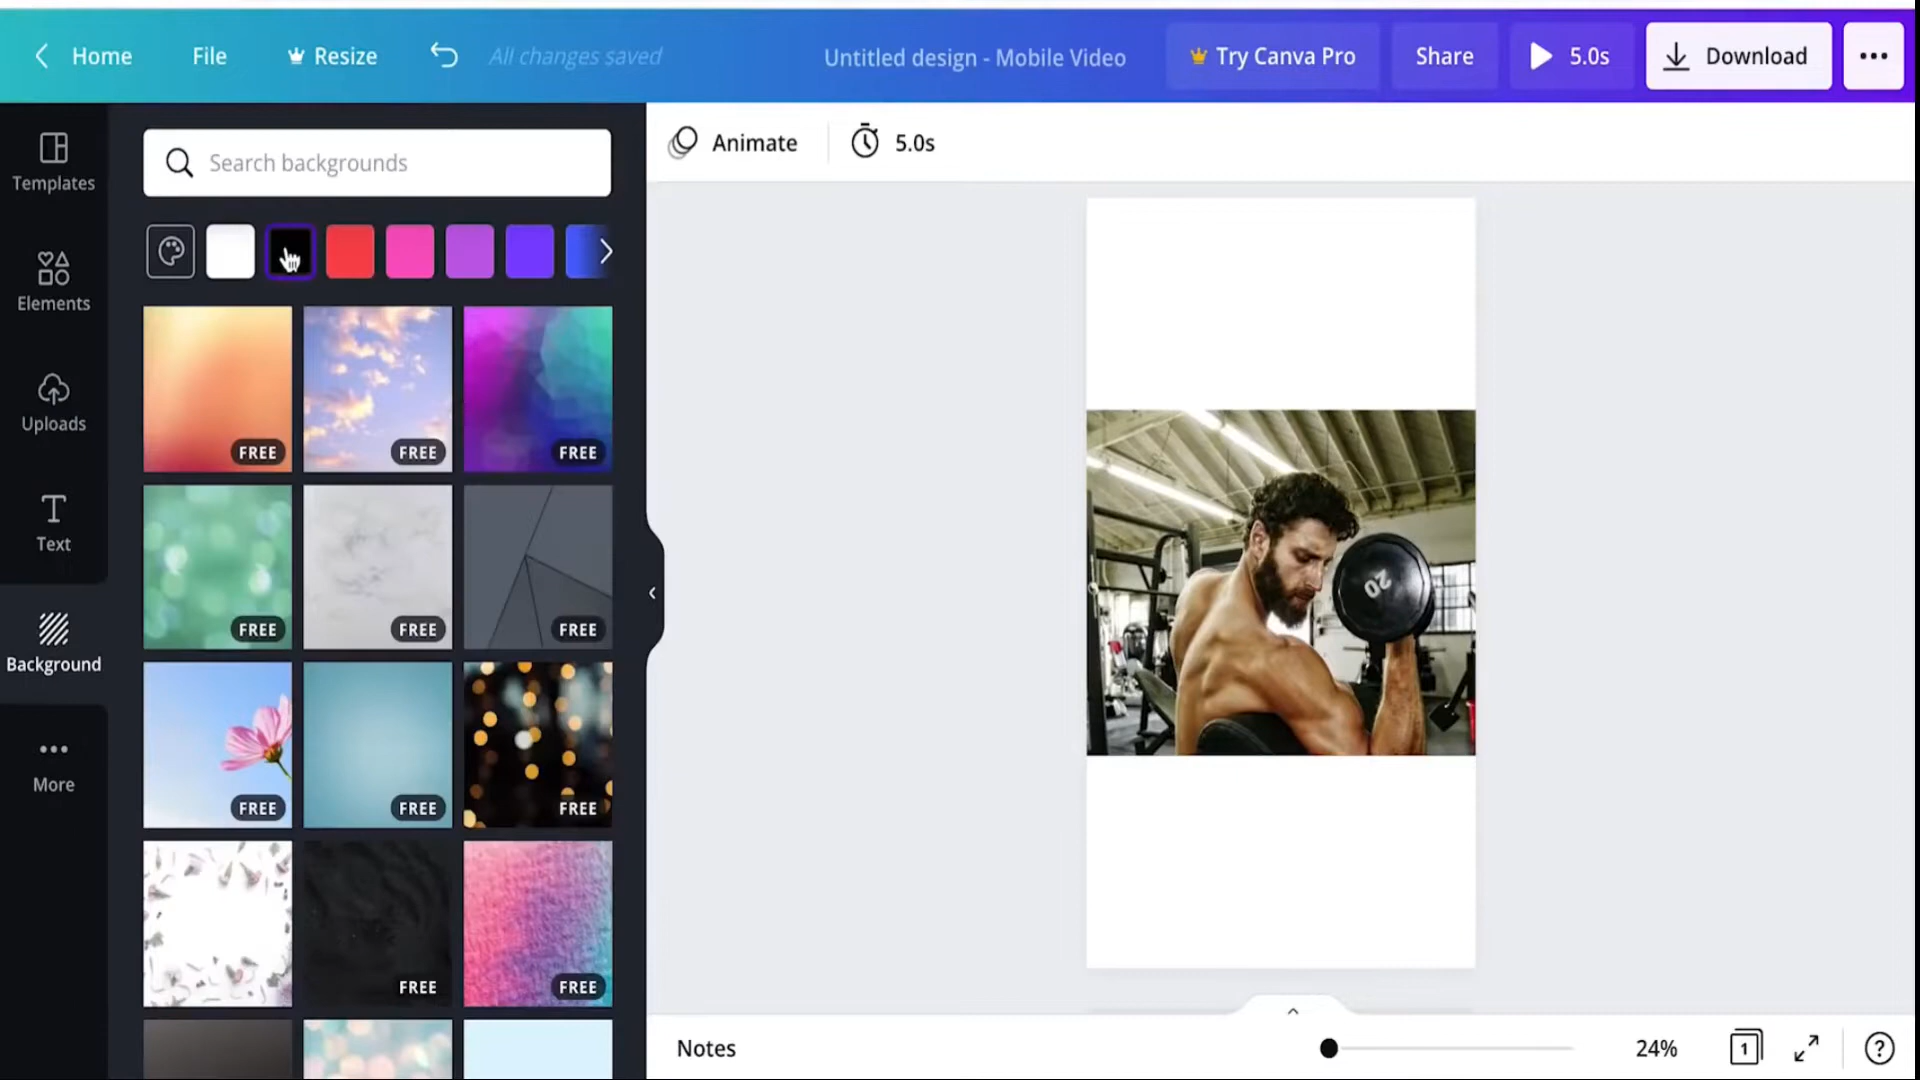 Home
File
Resize
All changes saved
Untitled design - Mobile Video
Try Canva Pro
Share
5.0s
Download
Templates
Elements
Uploads
Text
Background
More
Search backgrounds
FREE
FREE
FREE
FREE
FREE
FREE
FREE
FREE
FREE
FREE
FREE
Animate
5.0s
20
Notes
24%
1
?